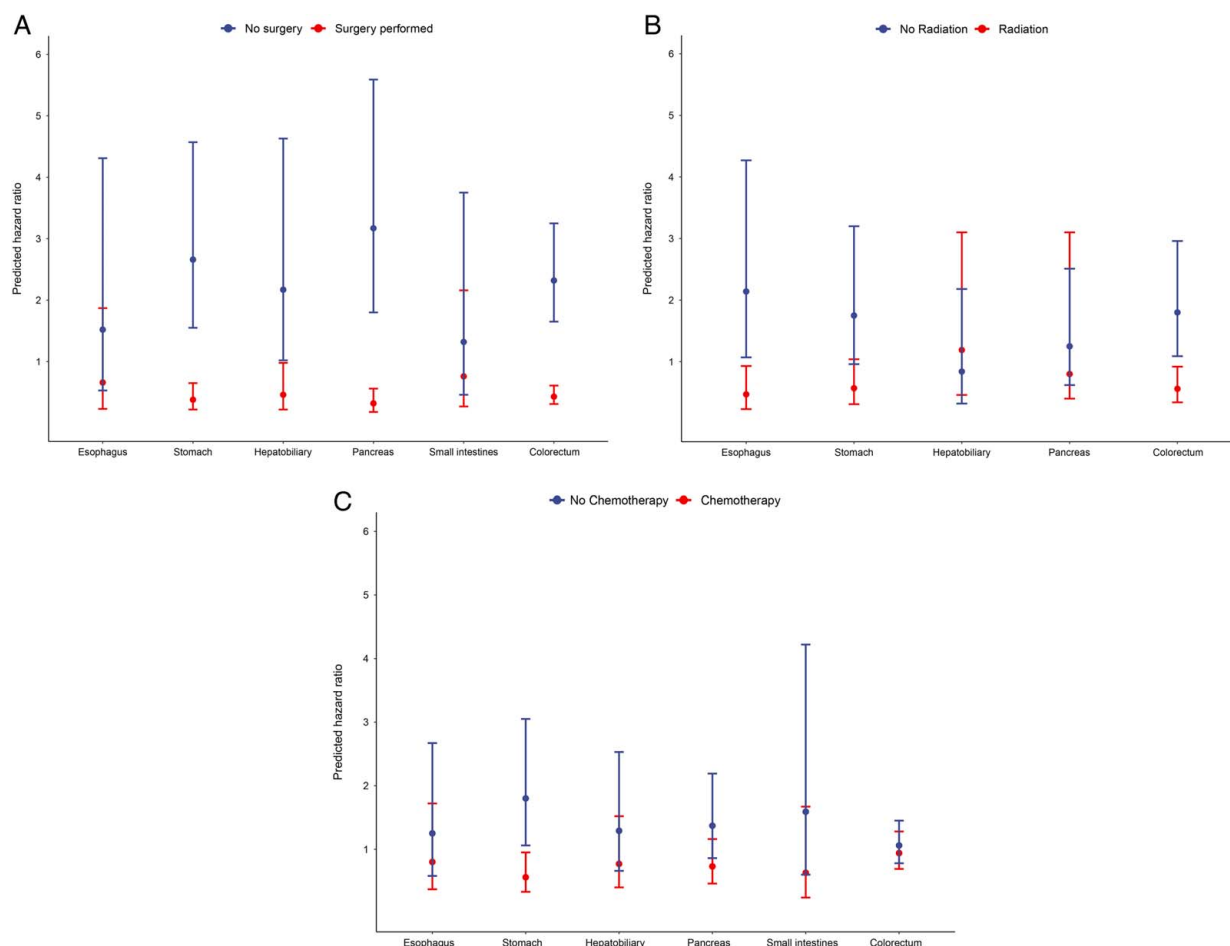 A
No surgery Surgery performed
Predicted hazard ratio
6
5
4
3
2
1
Esophagus Stomach Hepatobiliary Pancreas Small intestines Colorectum
B
No Radiation Radiation
Predicted hazard ratio
6
5
4
3
2
1
Esophagus Stomach Hepatobiliary Pancreas Colorectum
C
No Chemotherapy Chemotherapy
Predicted hazard ratio
6
5
4
3
2
1
Esophagus Stomach Hepatobiliary Pancreas Small intestines Colorectum